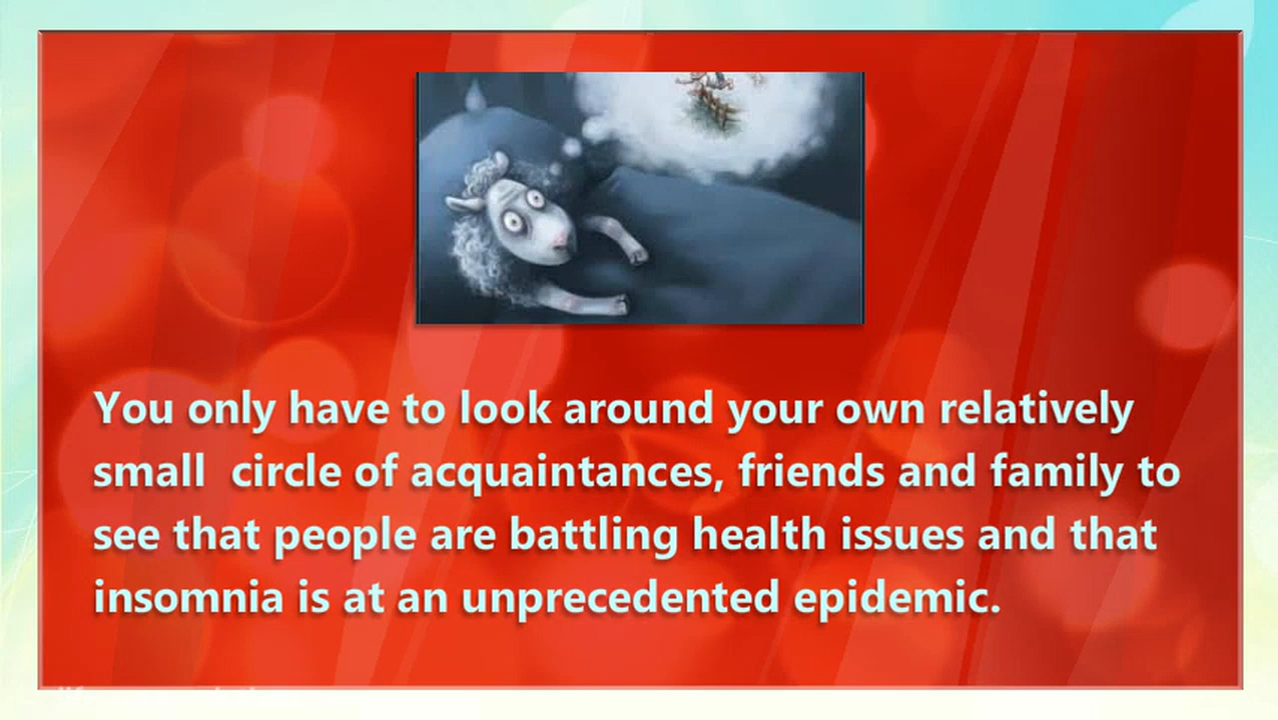 You only have to look around your own relatively
small  circle of acquaintances, friends and family to
see that people are battling health issues and that
insomnia is at an unprecedented epidemic.